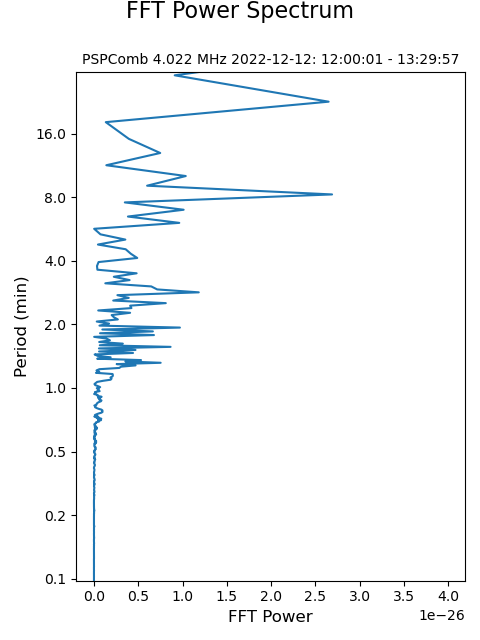 FFT Power Spectrum
PSPComb 4.022 MHz 2022-12-12: 12:00:01 - 13:29:57
16.0
8.0
4.0
2.0
1.0
0.5
0.2
0.1
Period (min)
0.0 0.5 1.0 1.5 2.0 2.5 3.0 3.5 4.0
1e−26
FFT Power